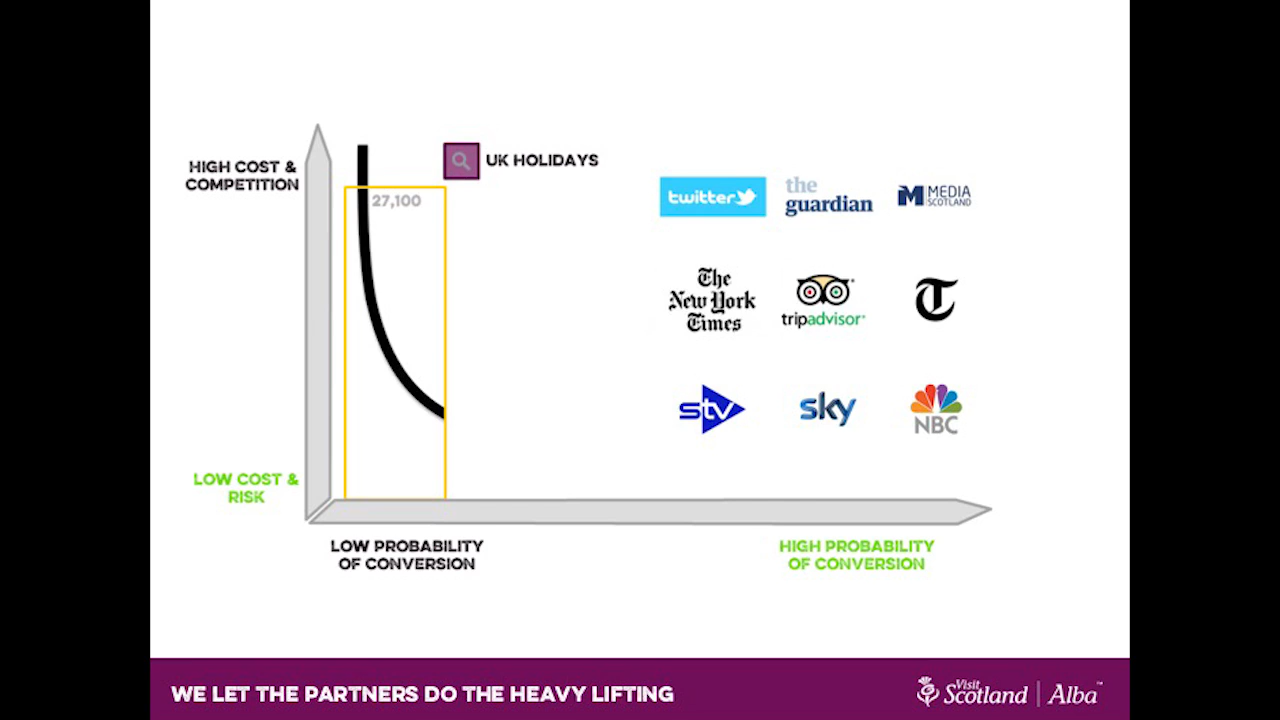 HIGH COST &
COMPETITION
UK HOLIDAYS
27,100
twitter
the
guardian
M MEDIA
SCOTLAND
The
New York
Times
tripadvisor®
T
stv
sky
NBC
LOW COST &
RISK
LOW PROBABILITY
OF CONVERSION
HIGH PROBABILITY
OF CONVERSION
WE LET THE PARTNERS DO THE HEAVY LIFTING
Visit
Scotland | Alba™